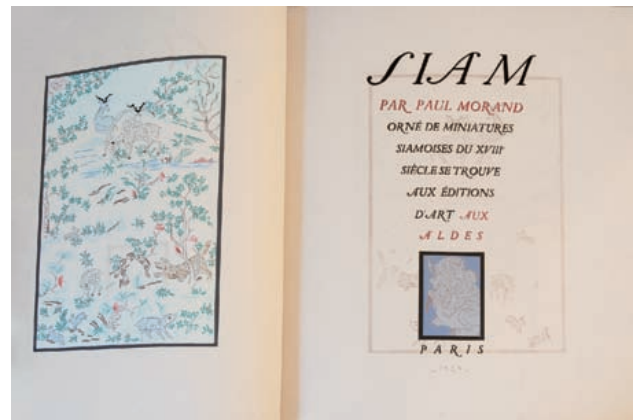 SIAM
PAR PAUL MORAND
ORNÉ DE MINIATURES
SIAMOISES DU XVIIIe
SIÈCLE SE TROUVE
AUX ÉDITIONS
D'ART AUX
ALDES
PARIS